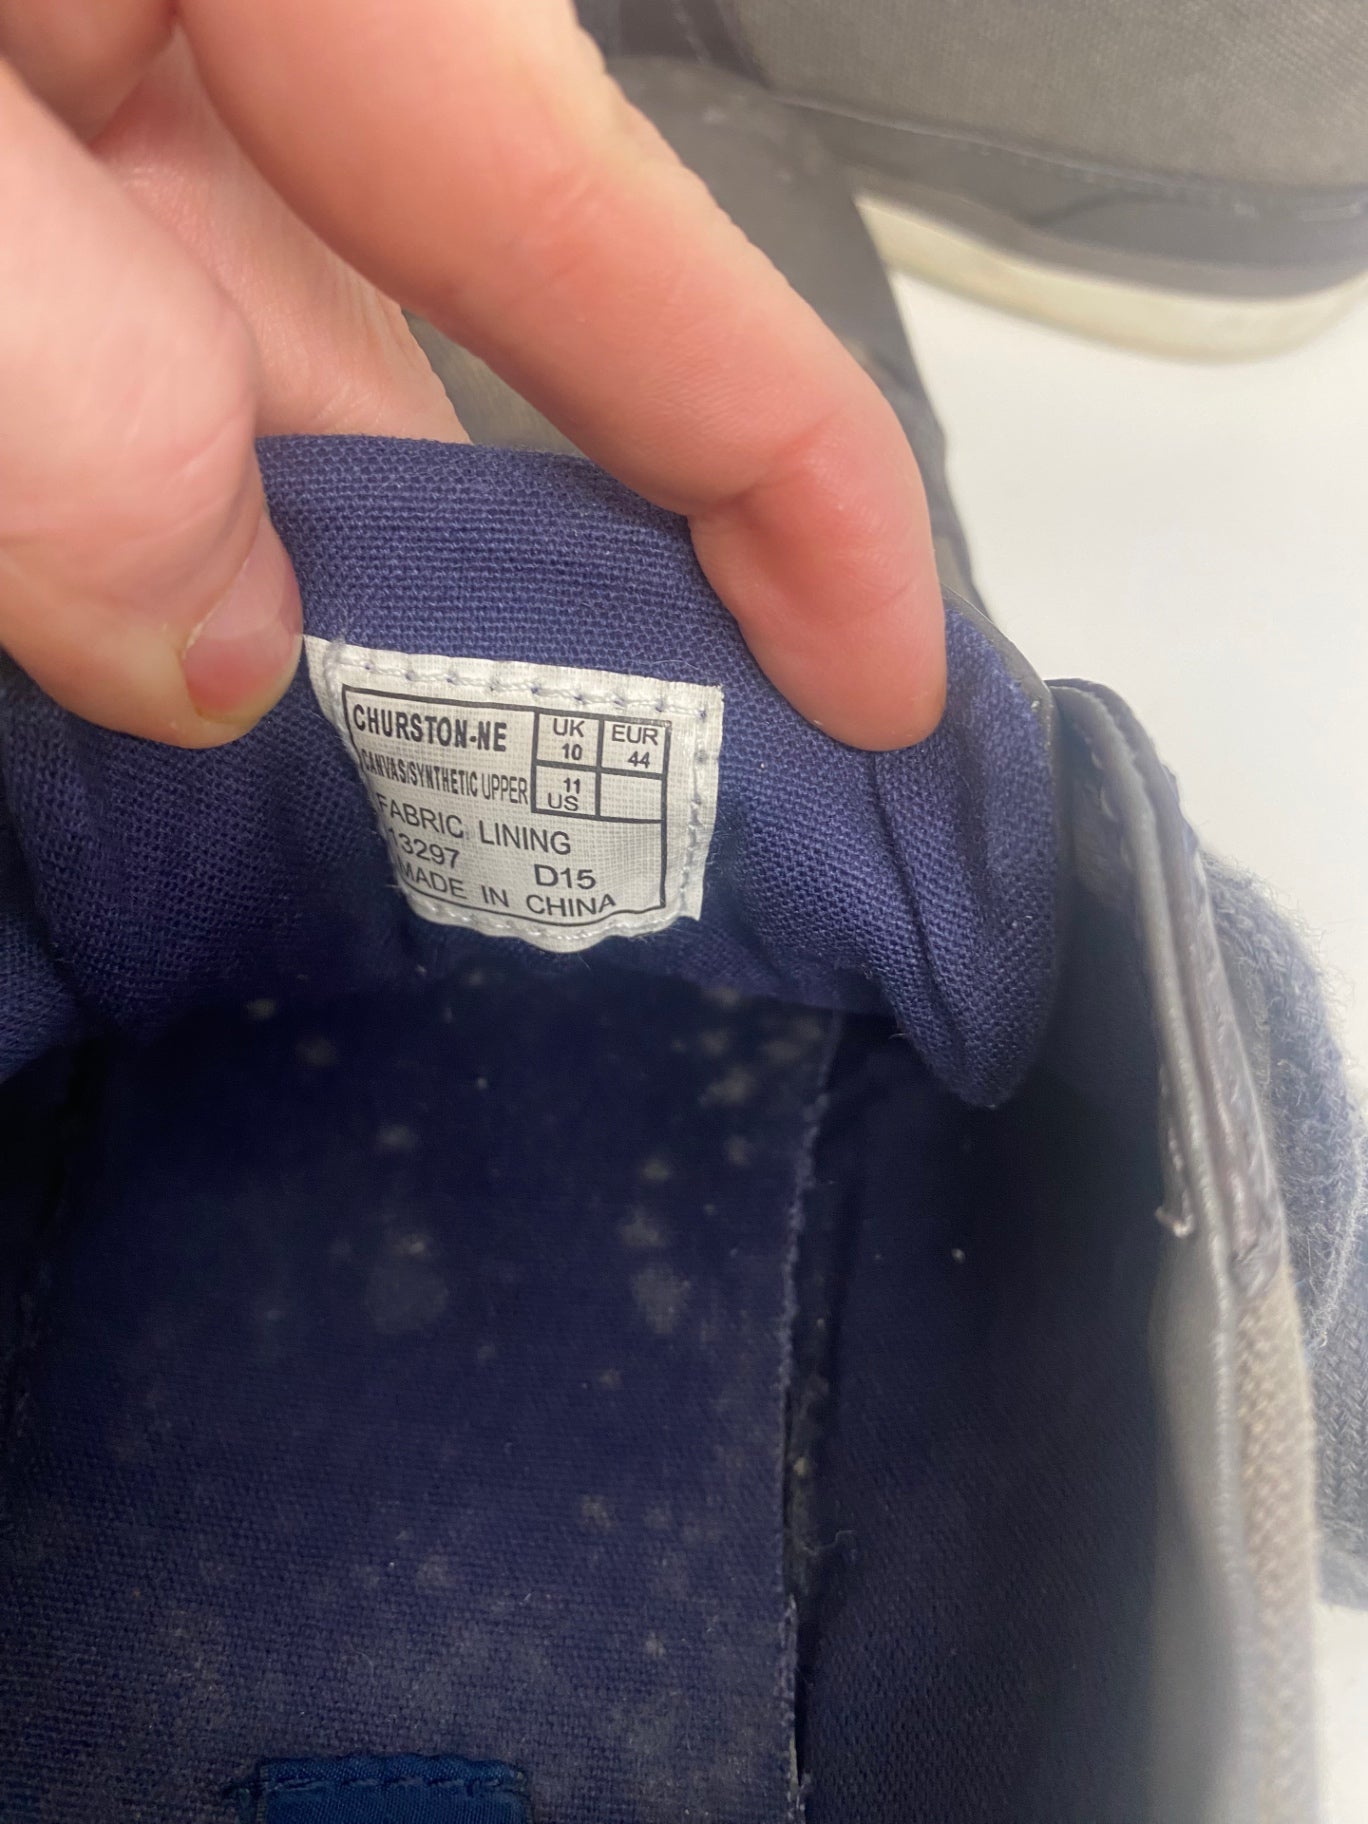 CHURSTON-NE
UK EUR
10 44
CANVAS/SYNTHETIC UPPER
11
US
FABRIC LINING
13297 D15
MADE IN CHINA